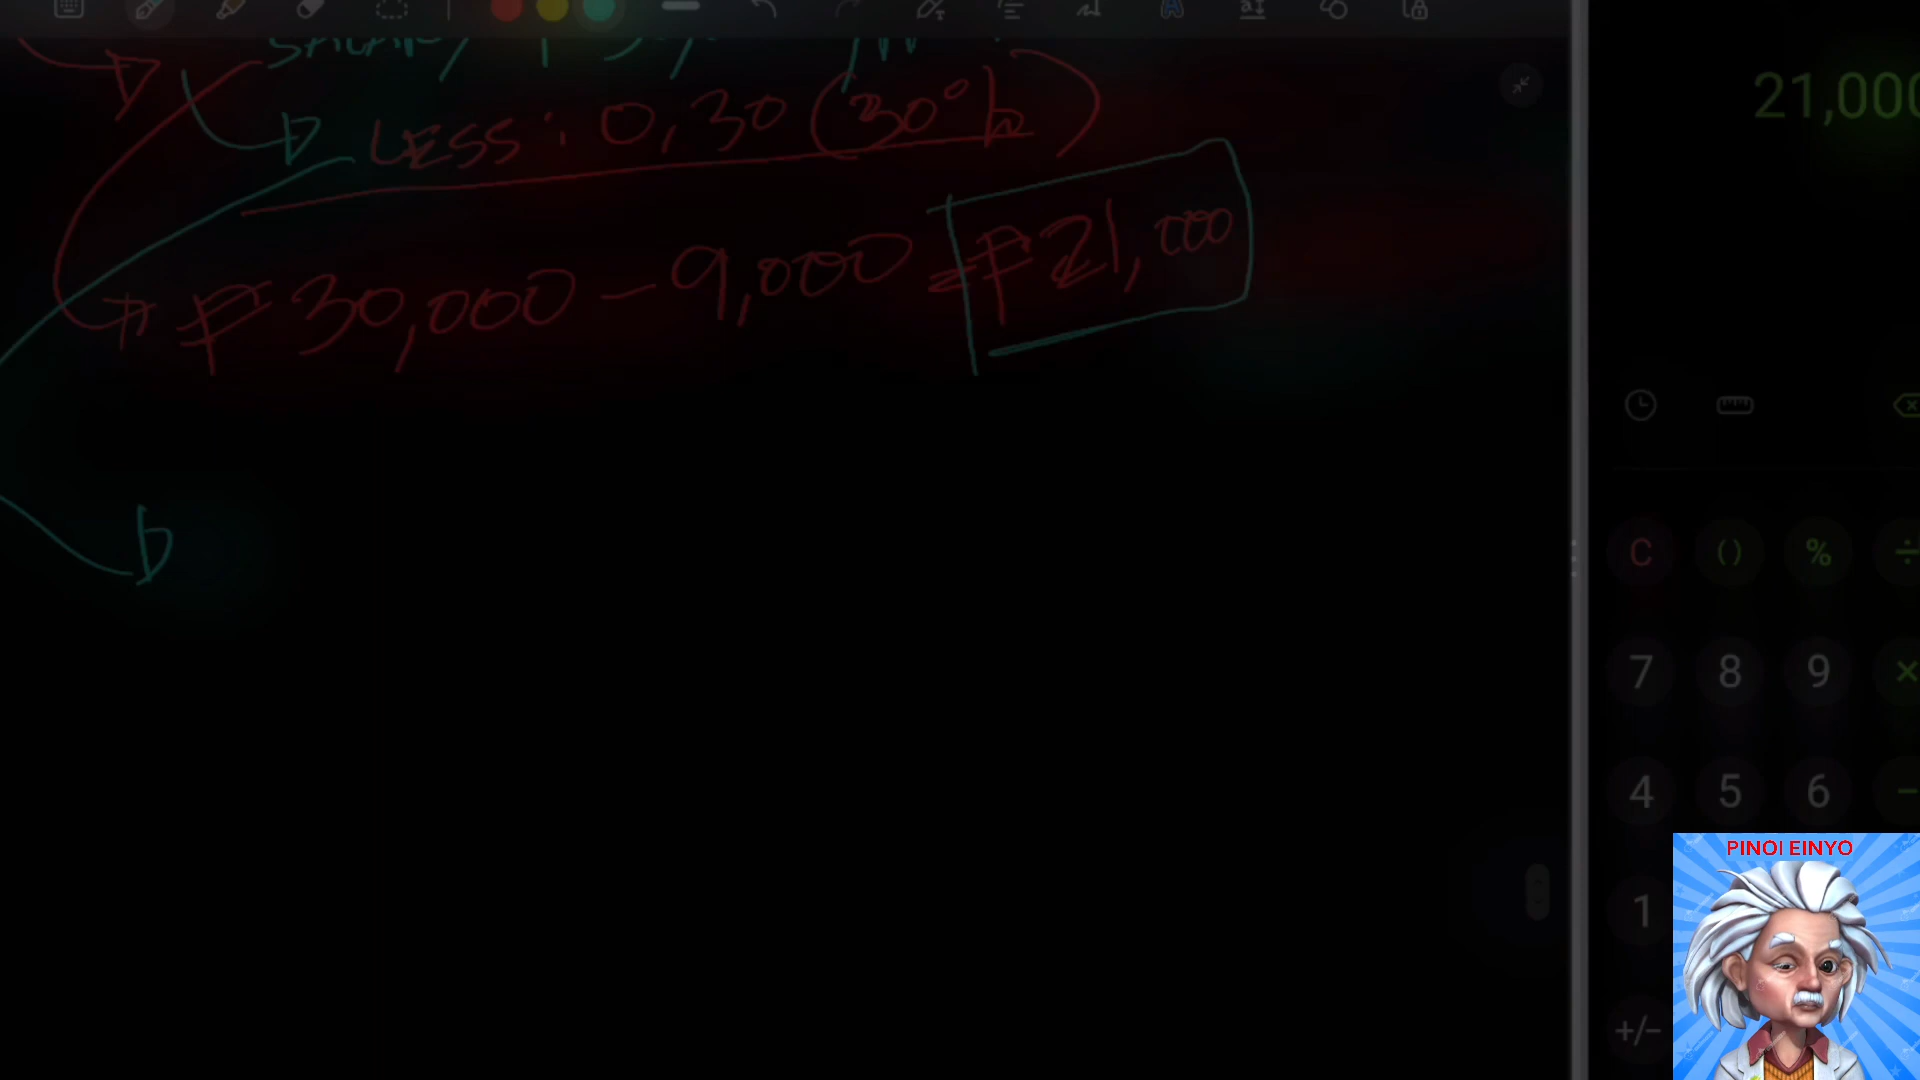 21,000
LESS: 0,30 (30%)
₱30,000 - 9,000 = ₱21,000
C () % ÷
7 8 9 ×
4 5 6 −
1
+/−
PINOI EINYO